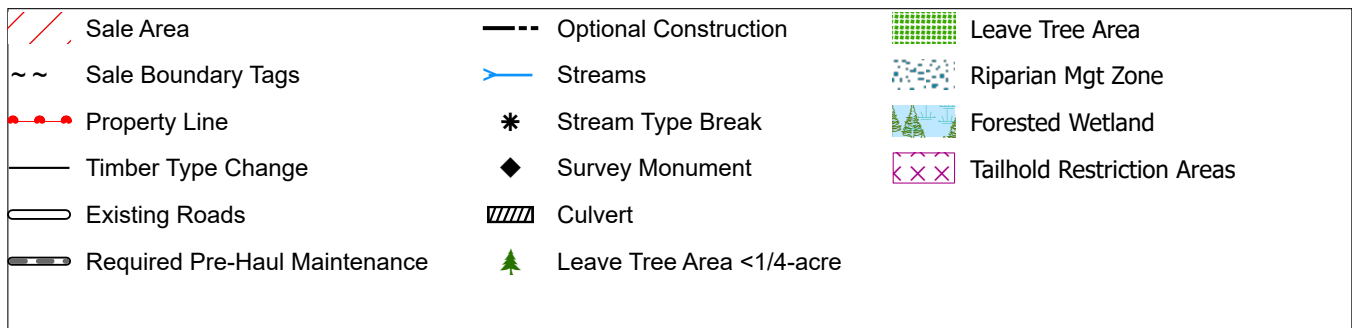 Sale Area
Sale Boundary Tags
Property Line
Timber Type Change
Existing Roads
Required Pre-Haul Maintenance
Optional Construction
Streams
Stream Type Break
Survey Monument
Culvert
Leave Tree Area <1/4-acre
Leave Tree Area
Riparian Mgt Zone
Forested Wetland
Tailhold Restriction Areas